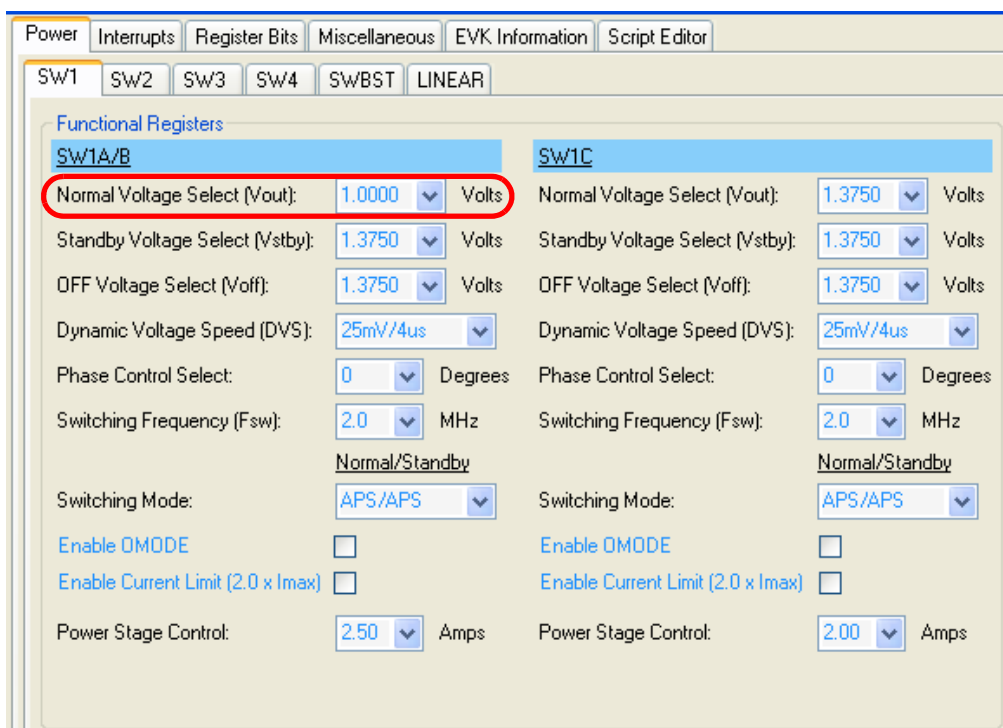 Power Interrupts Register Bits Miscellaneous EVK Information Script Editor
SW1 SW2 SW3 SW4 SWBST LINEAR
Functional Registers
SW1A/B SW1C
Normal Voltage Select (Vout): 1.0000 Volts Normal Voltage Select (Vout): 1.3750 Volts
Standby Voltage Select (Vstby): 1.3750 Volts Standby Voltage Select (Vstby): 1.3750 Volts
OFF Voltage Select (Voff): 1.3750 Volts OFF Voltage Select (Voff): 1.3750 Volts
Dynamic Voltage Speed (DVS): 25mV/4us Dynamic Voltage Speed (DVS): 25mV/4us
Phase Control Select: 0 Degrees Phase Control Select: 0 Degrees
Switching Frequency (Fsw): 2.0 MHz Switching Frequency (Fsw): 2.0 MHz
Normal/Standby Normal/Standby
Switching Mode: APS/APS Switching Mode: APS/APS
Enable OMODE Enable OMODE
Enable Current Limit (2.0 x Imax) Enable Current Limit (2.0 x Imax)
Power Stage Control: 2.50 Amps Power Stage Control: 2.00 Amps